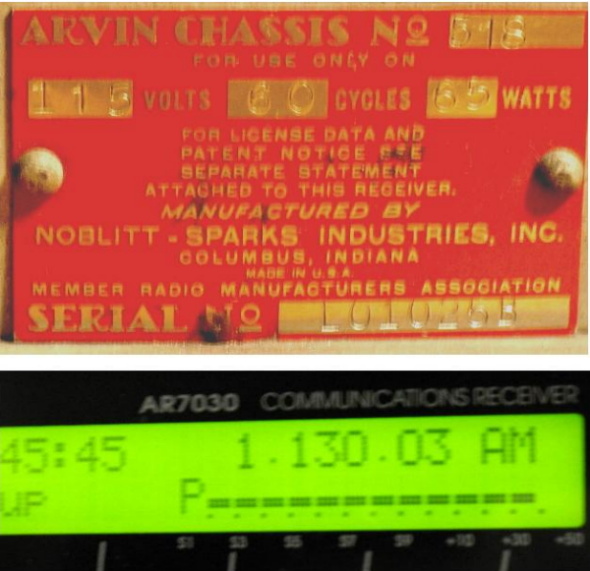 ARVIN CHASSIS Nº 518
FOR USE ONLY ON
115 VOLTS 60 CYCLES 65 WATTS
FOR LICENSE DATA AND
PATENT NOTICE SEE
SEPARATE STATEMENT
ATTACHED TO THIS RECEIVER.
MANUFACTURED BY
NOBLITT - SPARKS INDUSTRIES, INC.
COLUMBUS, INDIANA
MADE IN U.S.A.
MEMBER RADIO MANUFACTURERS ASSOCIATION
SERIAL Nº
AR7030 COMMUNICATIONS RECEIVER
45:45 1.130.03 AM
UP P
S1 S3 S5 S7 S9 +10 +30 +50